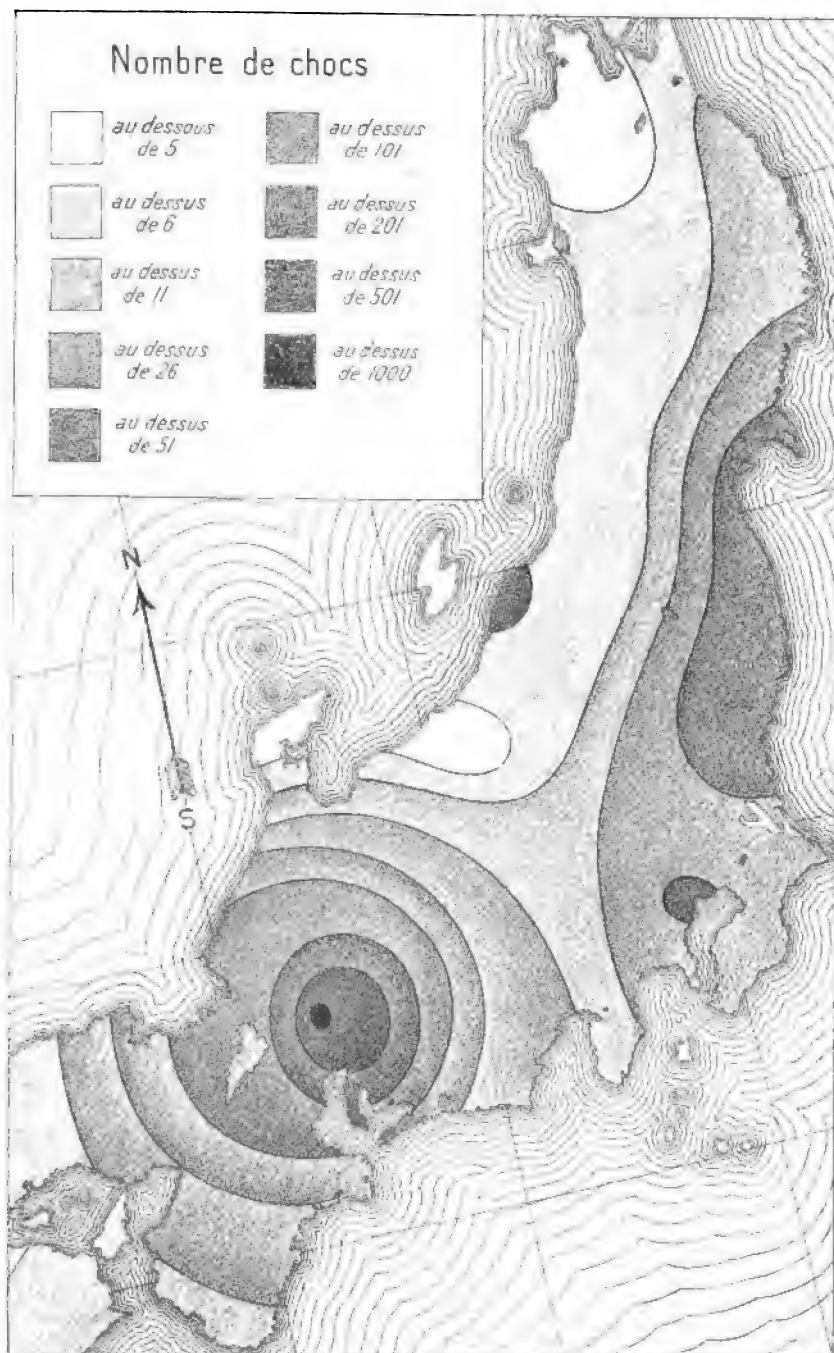 Nombre de chocs
au dessous
de 5
au dessus
de 6
au dessus
de 11
au dessus
de 26
au dessus
de 51
au dessus
de 101
au dessus
de 201
au dessus
de 501
au dessus
de 1000
N
S